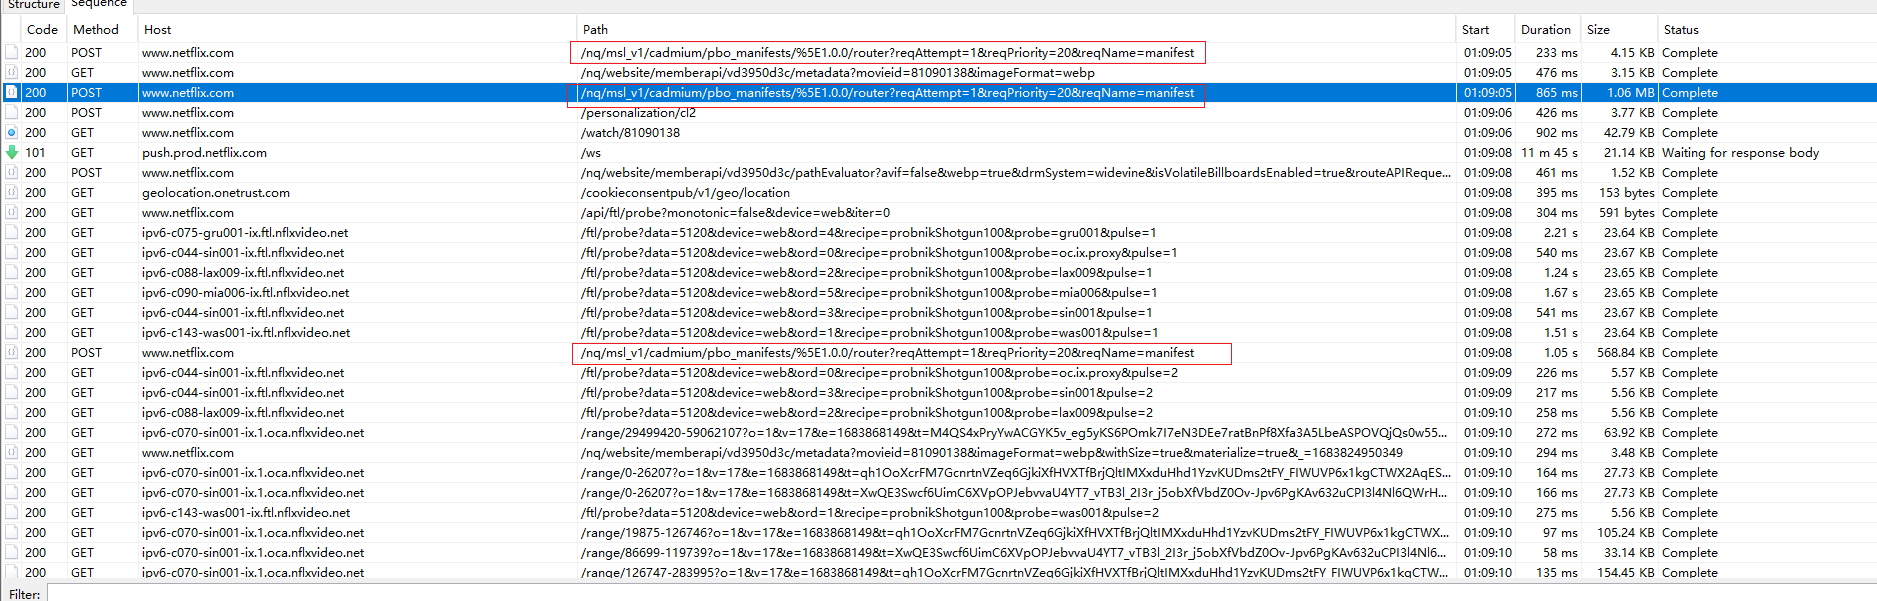 Structure Sequence
Code Method Host Path Start Duration Size Status
200 POST www.netflix.com /nq/msl_v1/cadmium/pbo_manifests/%5E1.0.0/router?reqAttempt=1&reqPriority=20&reqName=manifest 01:09:05 233 ms 4.15 KB Complete
200 GET www.netflix.com /nq/website/memberapi/vd3950d3c/metadata?movieid=81090138&imageFormat=webp 01:09:05 476 ms 3.15 KB Complete
200 POST www.netflix.com /nq/msl_v1/cadmium/pbo_manifests/%5E1.0.0/router?reqAttempt=1&reqPriority=20&reqName=manifest 01:09:05 865 ms 1.06 MB Complete
200 POST www.netflix.com /personalization/cl2 01:09:06 426 ms 3.77 KB Complete
200 GET www.netflix.com /watch/81090138 01:09:06 902 ms 42.79 KB Complete
101 GET push.prod.netflix.com /ws 01:09:08 11 m 45 s 21.14 KB Waiting for response body
200 POST www.netflix.com /nq/website/memberapi/vd3950d3c/pathEvaluator?avif=false&webp=true&drmSystem=widevine&isVolatileBillboardsEnabled=true&routeAPIReque... 01:09:08 461 ms 1.52 KB Complete
200 GET geolocation.onetrust.com /cookieconsentpub/v1/geo/location 01:09:08 395 ms 153 bytes Complete
200 GET www.netflix.com /api/ftl/probe?monotonic=false&device=web&iter=0 01:09:08 304 ms 591 bytes Complete
200 GET ipv6-c075-gru001-ix.ftl.nflxvideo.net /ftl/probe?data=5120&device=web&ord=4&recipe=probnikShotgun100&probe=gru001&pulse=1 01:09:08 2.21 s 23.64 KB Complete
200 GET ipv6-c044-sin001-ix.ftl.nflxvideo.net /ftl/probe?data=5120&device=web&ord=0&recipe=probnikShotgun100&probe=oc.ix.proxy&pulse=1 01:09:08 540 ms 23.67 KB Complete
200 GET ipv6-c088-lax009-ix.ftl.nflxvideo.net /ftl/probe?data=5120&device=web&ord=2&recipe=probnikShotgun100&probe=lax009&pulse=1 01:09:08 1.24 s 23.65 KB Complete
200 GET ipv6-c090-mia006-ix.ftl.nflxvideo.net /ftl/probe?data=5120&device=web&ord=5&recipe=probnikShotgun100&probe=mia006&pulse=1 01:09:08 1.67 s 23.65 KB Complete
200 GET ipv6-c044-sin001-ix.ftl.nflxvideo.net /ftl/probe?data=5120&device=web&ord=3&recipe=probnikShotgun100&probe=sin001&pulse=1 01:09:08 541 ms 23.67 KB Complete
200 GET ipv6-c143-was001-ix.ftl.nflxvideo.net /ftl/probe?data=5120&device=web&ord=1&recipe=probnikShotgun100&probe=was001&pulse=1 01:09:08 1.51 s 23.64 KB Complete
200 POST www.netflix.com /nq/msl_v1/cadmium/pbo_manifests/%5E1.0.0/router?reqAttempt=1&reqPriority=20&reqName=manifest 01:09:08 1.05 s 568.84 KB Complete
200 GET ipv6-c044-sin001-ix.ftl.nflxvideo.net /ftl/probe?data=5120&device=web&ord=0&recipe=probnikShotgun100&probe=oc.ix.proxy&pulse=2 01:09:09 226 ms 5.57 KB Complete
200 GET ipv6-c044-sin001-ix.ftl.nflxvideo.net /ftl/probe?data=5120&device=web&ord=3&recipe=probnikShotgun100&probe=sin001&pulse=2 01:09:09 217 ms 5.56 KB Complete
200 GET ipv6-c088-lax009-ix.ftl.nflxvideo.net /ftl/probe?data=5120&device=web&ord=2&recipe=probnikShotgun100&probe=lax009&pulse=2 01:09:10 258 ms 5.56 KB Complete
200 GET ipv6-c070-sin001-ix.1.oca.nflxvideo.net /range/29499420-59062107?o=1&v=17&e=1683868149&t=M4QS4xPryYwACGYK5v_eg5yKS6POmk7I7eN3DEe7ratBnPf8Xfa3A5LbeASPOVQjQs0w55... 01:09:10 272 ms 63.92 KB Complete
200 GET www.netflix.com /nq/website/memberapi/vd3950d3c/metadata?movieid=81090138&imageFormat=webp&withSize=true&materialize=true&_=1683824950349 01:09:10 294 ms 3.48 KB Complete
200 GET ipv6-c070-sin001-ix.1.oca.nflxvideo.net /range/0-26207?o=1&v=17&e=1683868149&t=qh1OoXcrFM7GcnrtnVZeq6GjkiXfHVXTfBrjQltIMXxduHhd1YzvKUDms2tFY_FIWUVP6x1kgCTWX2AqES... 01:09:10 164 ms 27.73 KB Complete
200 GET ipv6-c070-sin001-ix.1.oca.nflxvideo.net /range/0-26207?o=1&v=17&e=1683868149&t=XwQE3Swcf6UimC6XVpOPJebvvaU4YT7_vTB3l_2I3r_j5obXfVbdZ0Ov-Jpv6PgKAv632uCPI3l4Nl6QWrH... 01:09:10 166 ms 27.73 KB Complete
200 GET ipv6-c143-was001-ix.ftl.nflxvideo.net /ftl/probe?data=5120&device=web&ord=1&recipe=probnikShotgun100&probe=was001&pulse=2 01:09:10 275 ms 5.56 KB Complete
200 GET ipv6-c070-sin001-ix.1.oca.nflxvideo.net /range/19875-126746?o=1&v=17&e=1683868149&t=qh1OoXcrFM7GcnrtnVZeq6GjkiXfHVXTfBrjQltIMXxduHhd1YzvKUDms2tFY_FIWUVP6x1kgCTWX... 01:09:10 97 ms 105.24 KB Complete
200 GET ipv6-c070-sin001-ix.1.oca.nflxvideo.net /range/86699-119739?o=1&v=17&e=1683868149&t=XwQE3Swcf6UimC6XVpOPJebvvaU4YT7_vTB3l_2I3r_j5obXfVbdZ0Ov-Jpv6PgKAv632uCPI3l4Nl6... 01:09:10 58 ms 33.14 KB Complete
200 GET ipv6-c070-sin001-ix.1.oca.nflxvideo.net /range/126747-283995?o=1&v=17&e=1683868149&t=qh1OoXcrFM7GcnrtnVZeq6GjkiXfHVXTfBrjQltIMXxduHhd1YzvKUDms2tFY_FIWUVP6x1kgCTW... 01:09:10 135 ms 154.45 KB Complete
Filter: